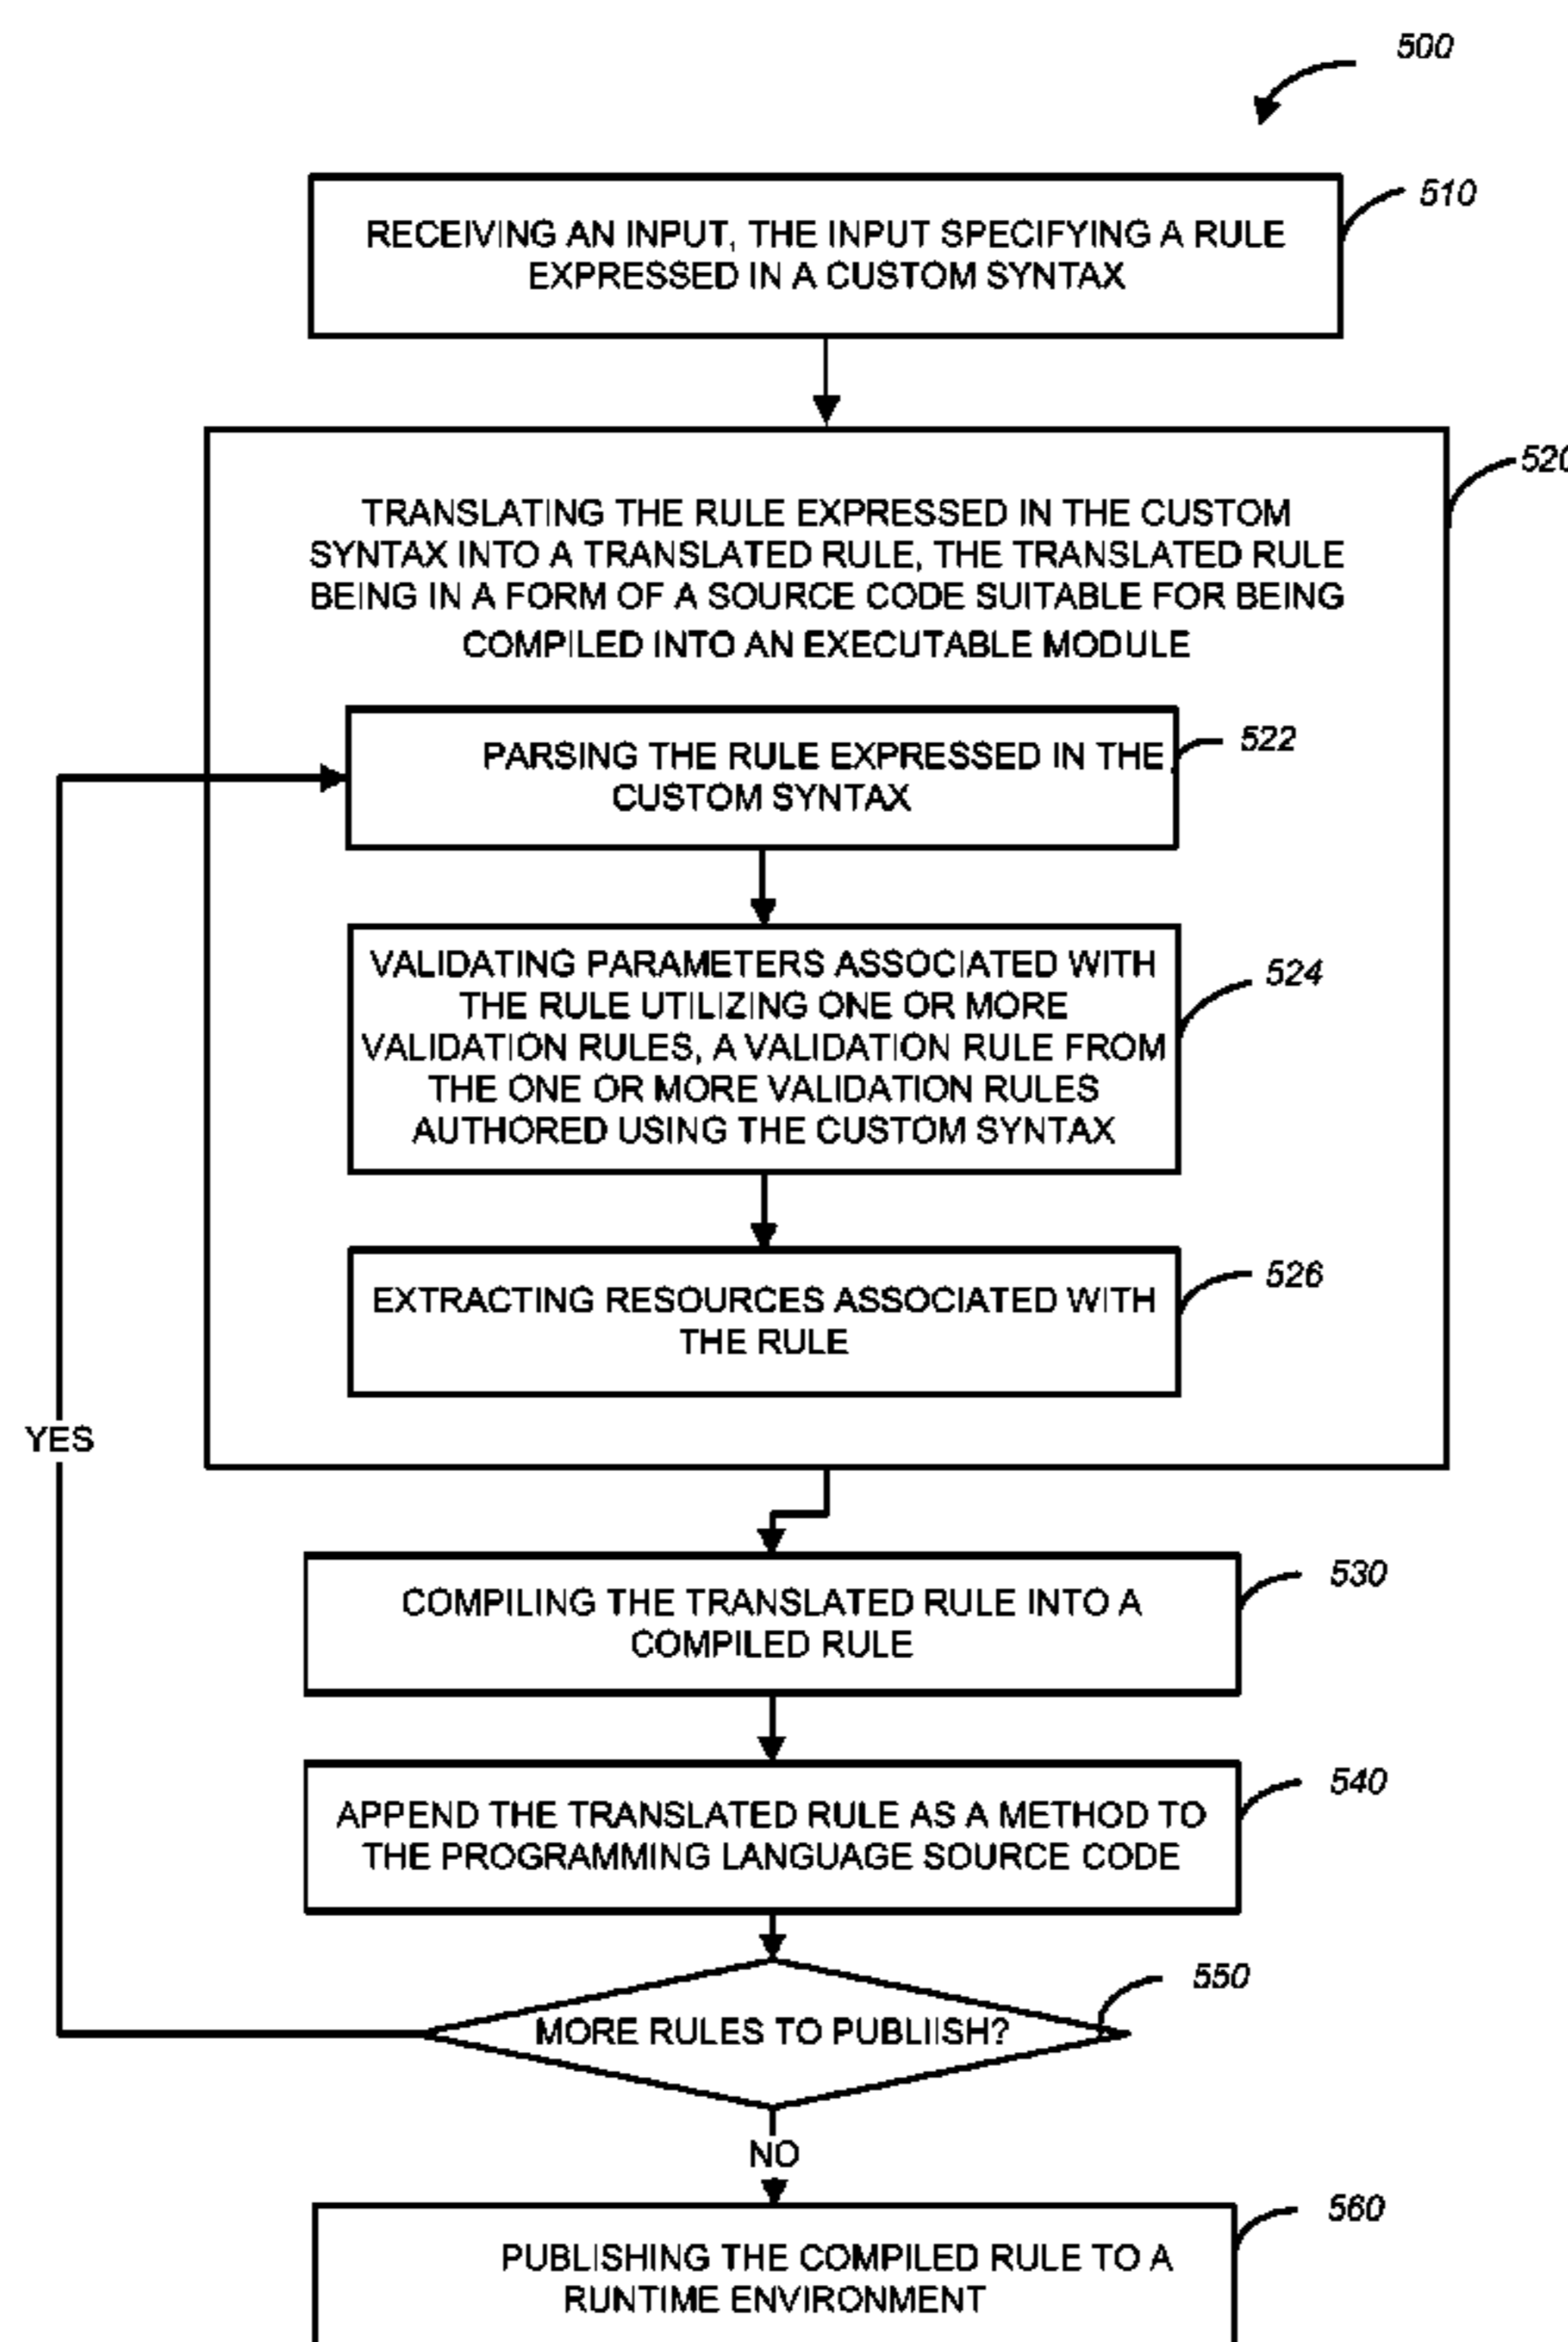 500
510
RECEIVING AN INPUT, THE INPUT SPECIFYING A RULE
EXPRESSED IN A CUSTOM SYNTAX
520
TRANSLATING THE RULE EXPRESSED IN THE CUSTOM
SYNTAX INTO A TRANSLATED RULE, THE TRANSLATED RULE
BEING IN A FORM OF A SOURCE CODE SUITABLE FOR BEING
COMPILED INTO AN EXECUTABLE MODULE
522
PARSING THE RULE EXPRESSED IN THE
CUSTOM SYNTAX
524
VALIDATING PARAMETERS ASSOCIATED WITH
THE RULE UTILIZING ONE OR MORE
VALIDATION RULES, A VALIDATION RULE FROM
THE ONE OR MORE VALIDATION RULES
AUTHORED USING THE CUSTOM SYNTAX
526
EXTRACTING RESOURCES ASSOCIATED WITH
THE RULE
YES
530
COMPILING THE TRANSLATED RULE INTO A
COMPILED RULE
540
APPEND THE TRANSLATED RULE AS A METHOD TO
THE PROGRAMMING LANGUAGE SOURCE CODE
550
MORE RULES TO PUBLIISH?
NO
560
PUBLISHING THE COMPILED RULE TO A
RUNTIME ENVIRONMENT